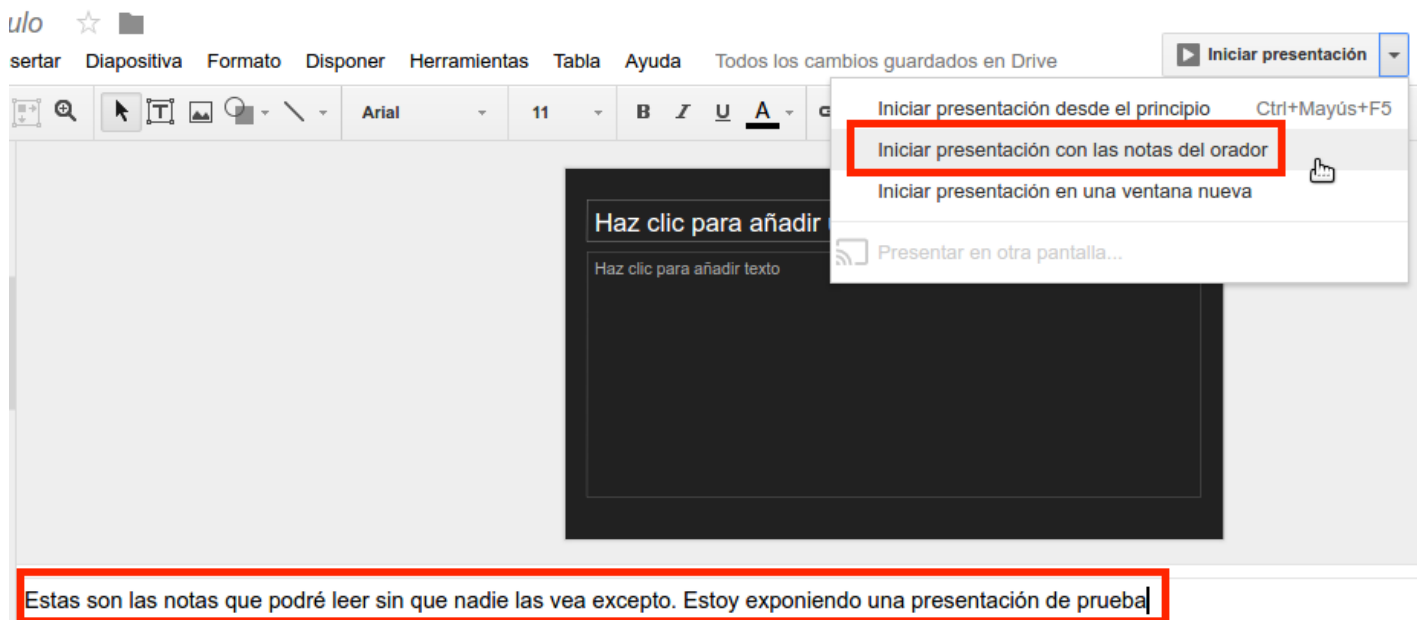 ulo
sertar Diapositiva Formato Disponer Herramientas Tabla Ayuda Todos los cambios guardados en Drive
Iniciar presentación
T Arial 11 B I U A
Iniciar presentación desde el principio Ctrl+Mayús+F5
Iniciar presentación con las notas del orador
Iniciar presentación en una ventana nueva
Presentar en otra pantalla...
Haz clic para añadir
Haz clic para añadir texto
Estas son las notas que podré leer sin que nadie las vea excepto. Estoy exponiendo una presentación de prueba